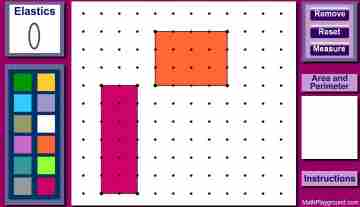 Elastics
Remove
Reset
Measure
Area and
Perimeter
Instructions
MathPlayground.com